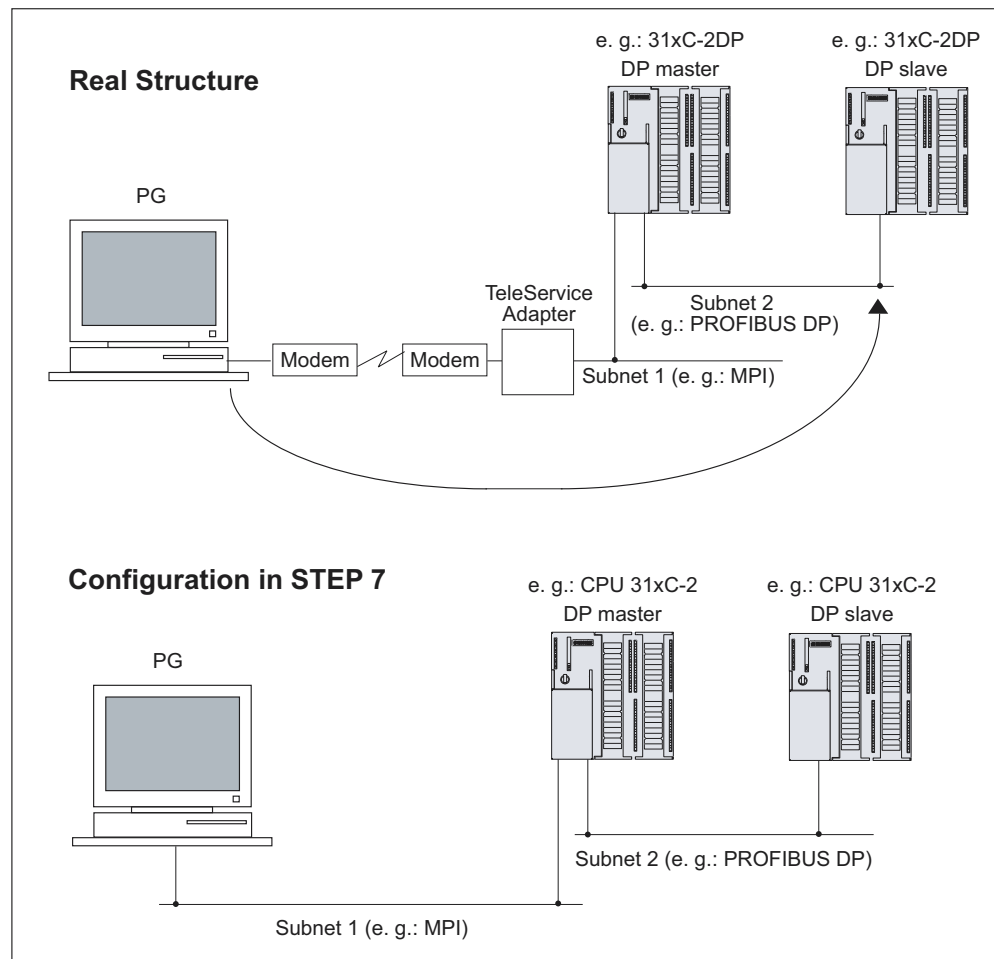 e. g.: 31xC-2DP
DP master
e. g.: 31xC-2DP
DP slave
Real Structure
PG
TeleService
Adapter
Subnet 2
(e. g.: PROFIBUS DP)
Modem
Modem
Subnet 1 (e. g.: MPI)
Configuration in STEP 7
e. g.: CPU 31xC-2
DP master
e. g.: CPU 31xC-2
DP slave
PG
Subnet 2 (e. g.: PROFIBUS DP)
Subnet 1 (e. g.: MPI)